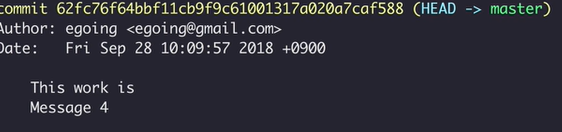 commit 62fc76f64bbf11cb9f9c61001317a020a7caf588 (HEAD -> master)
Author: egoing <egoing@gmail.com>
Date:   Fri Sep 28 10:09:57 2018 +0900
This work is
Message 4